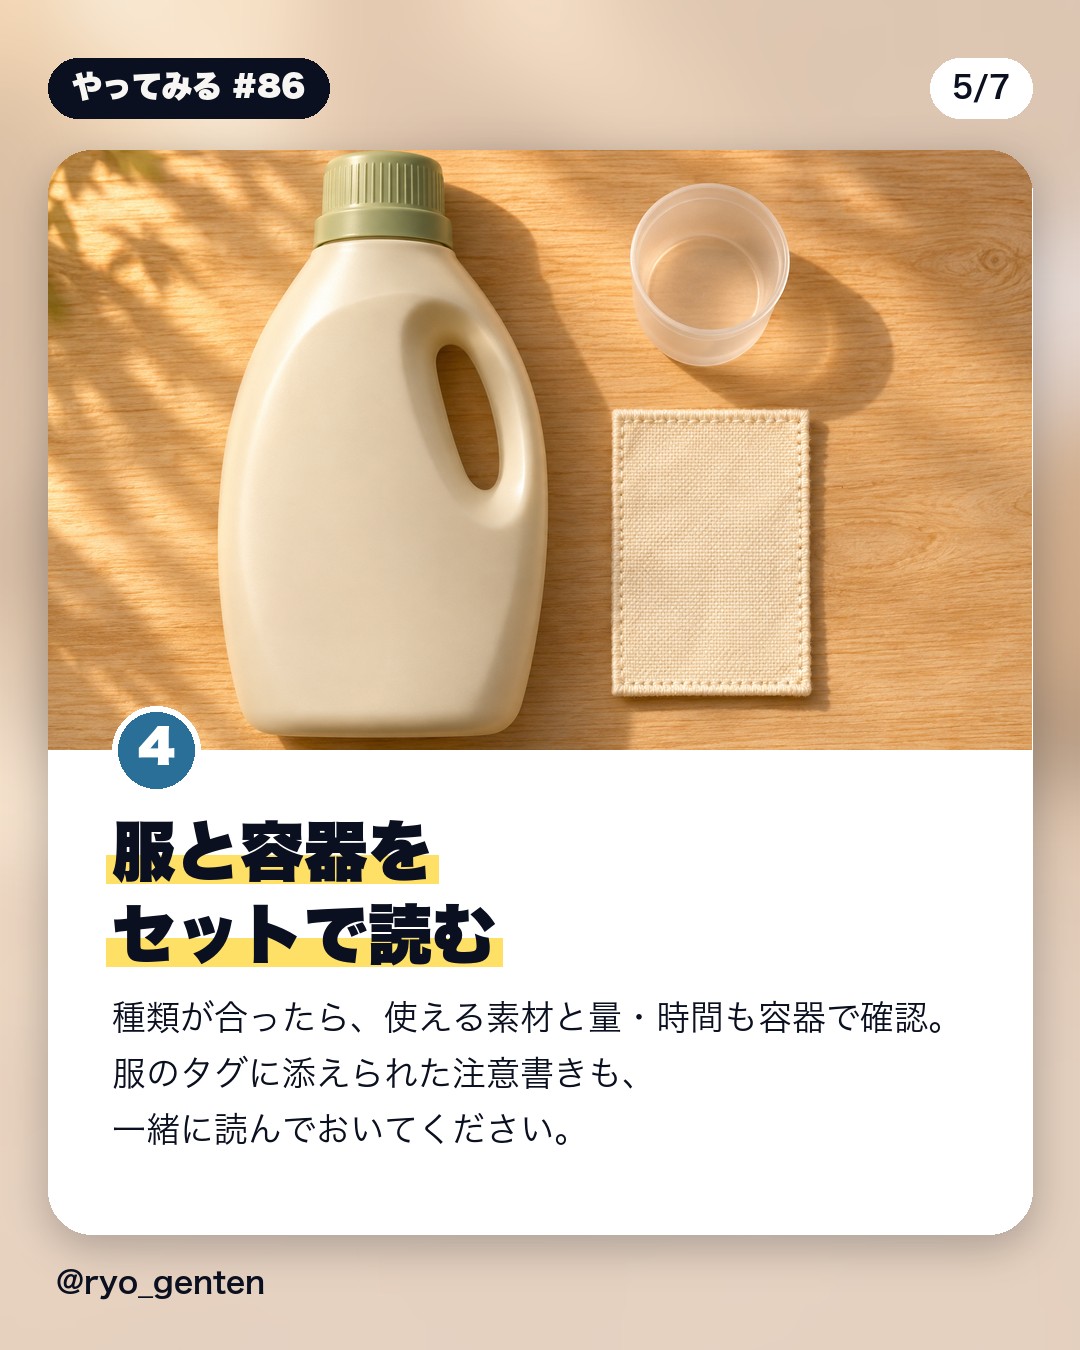 やってみる #86
5/7
4
服と容器を
セットで読む
種類が合ったら、使える素材と量・時間も容器で確認。
服のタグに添えられた注意書きも、
一緒に読んでおいてください。
@ryo_genten